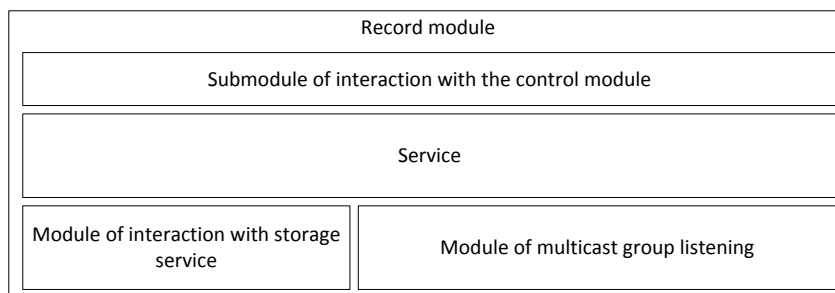 Record module
Submodule of interaction with the control module
Service
Module of interaction with storage
service
Module of multicast group listening